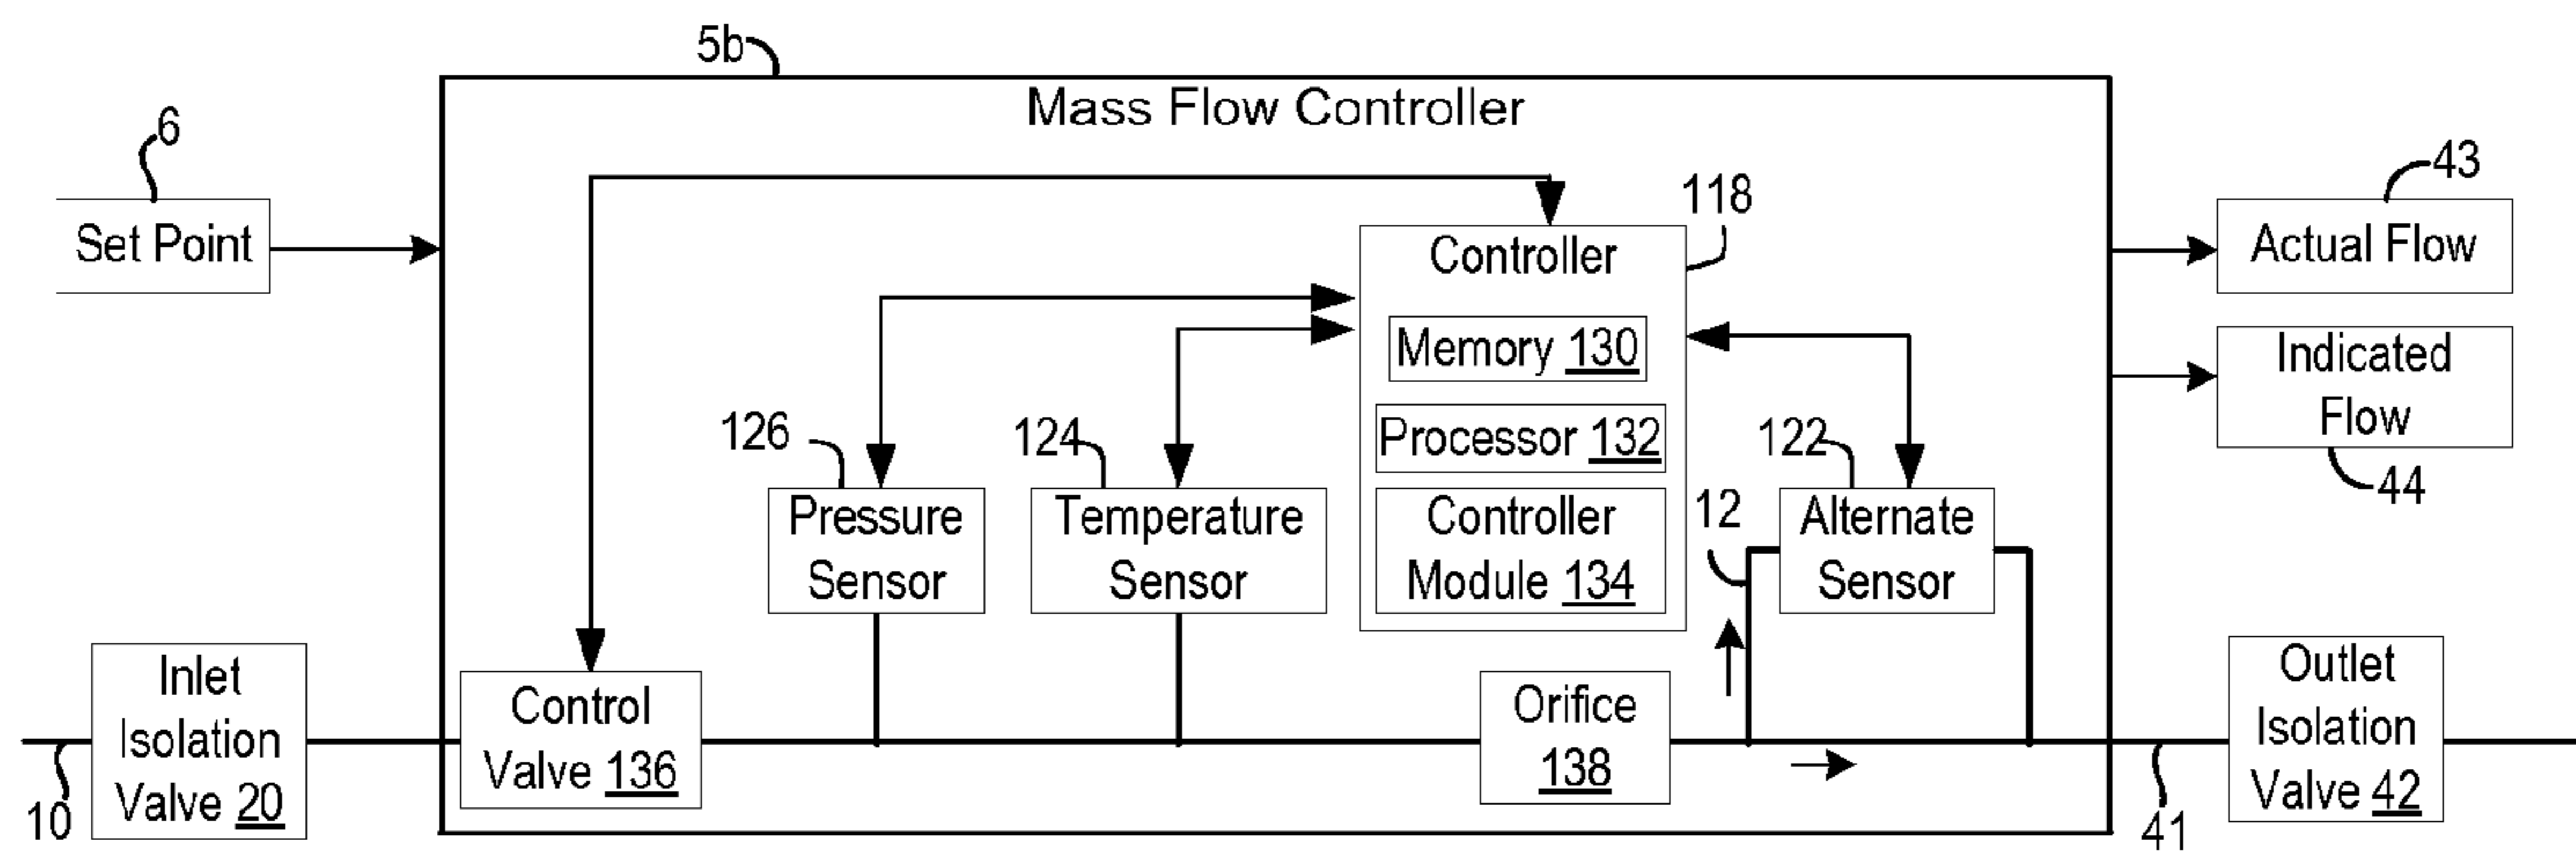 5b
Mass Flow Controller
6
Set Point
118
43
Actual Flow
Controller
Memory 130
Indicated
Flow
44
126
124
Processor 132
122
12
Pressure
Sensor
Temperature
Sensor
Controller
Module 134
Alternate
Sensor
Inlet
Isolation
Valve 20
10
Control
Valve 136
Orifice
138
41
Outlet
Isolation
Valve 42